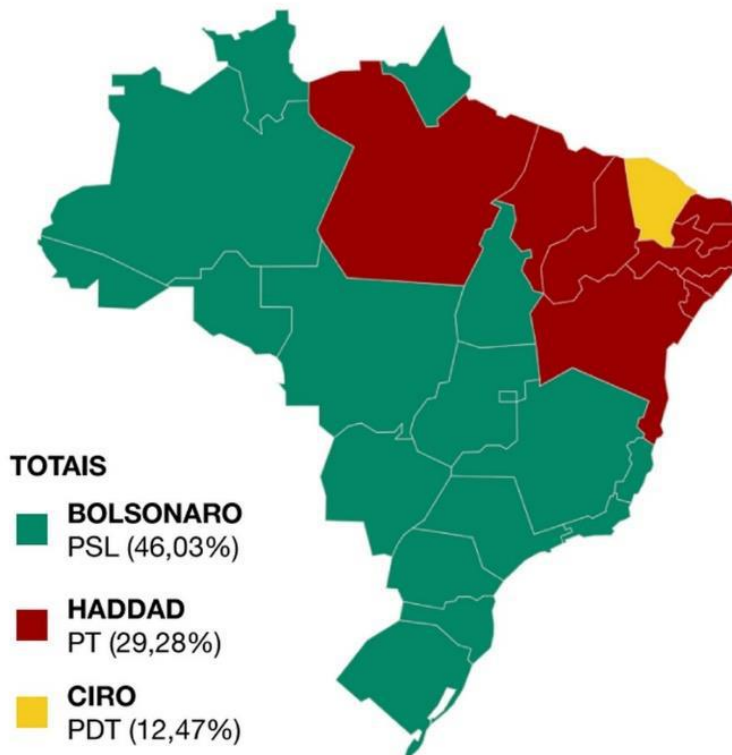 TOTAIS
BOLSONARO
PSL (46,03%)
HADDAD
PT (29,28%)
CIRO
PDT (12,47%)